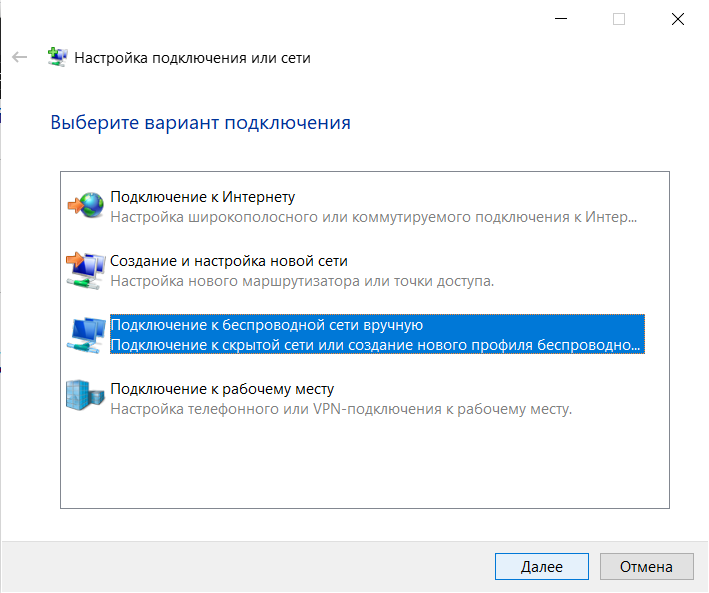 Настройка подключения или сети
Выберите вариант подключения
Подключение к Интернету
Настройка широкополосного или коммутируемого подключения к Интер...
Создание и настройка новой сети
Настройка нового маршрутизатора или точки доступа.
Подключение к беспроводной сети вручную
Подключение к скрытой сети или создание нового профиля беспроводно...
Подключение к рабочему месту
Настройка телефонного или VPN-подключения к рабочему месту.
Далее
Отмена